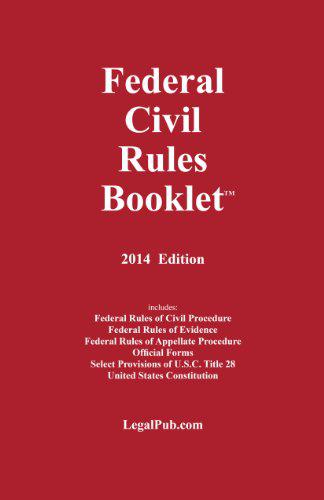 Federal
Civil
Rules
Booklet™
2014 Edition
includes:
Federal Rules of Civil Procedure
Federal Rules of Evidence
Federal Rules of Appellate Procedure
Official Forms
Select Provisions of U.S.C. Title 28
United States Constitution
LegalPub.com